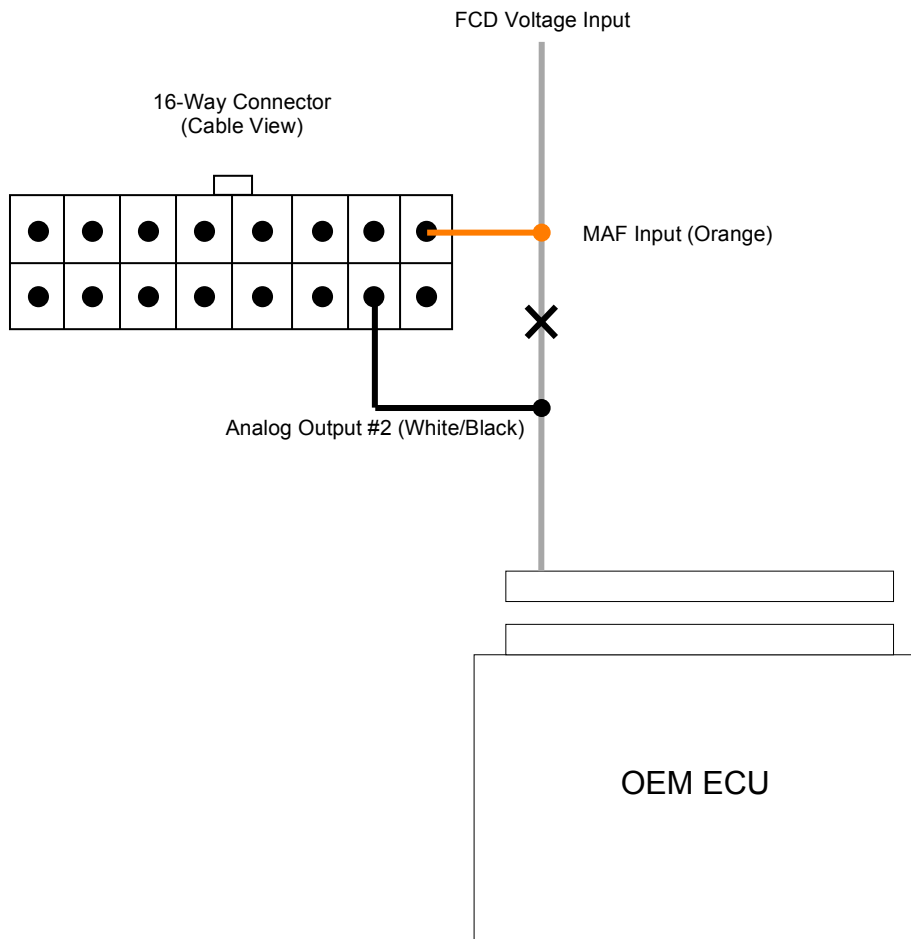 FCD Voltage Input
16-Way Connector
(Cable View)
MAF Input (Orange)
Analog Output #2 (White/Black)
OEM ECU